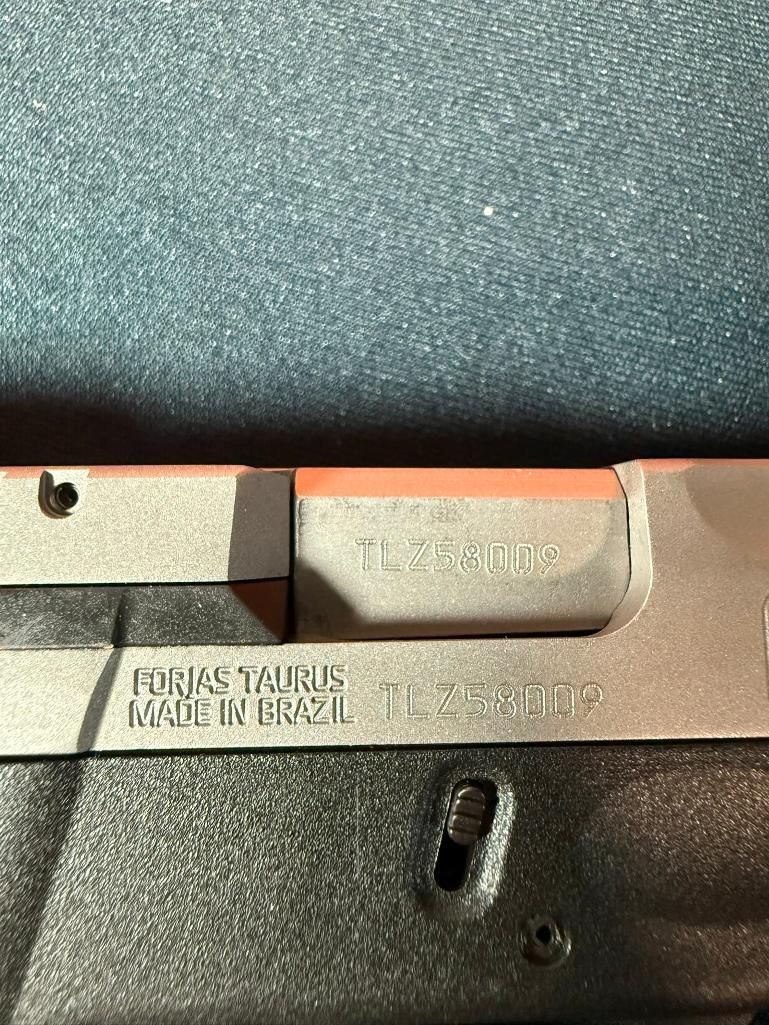 TLZ58009
FORJAS TAURUS
MADE IN BRAZIL
TLZ58009